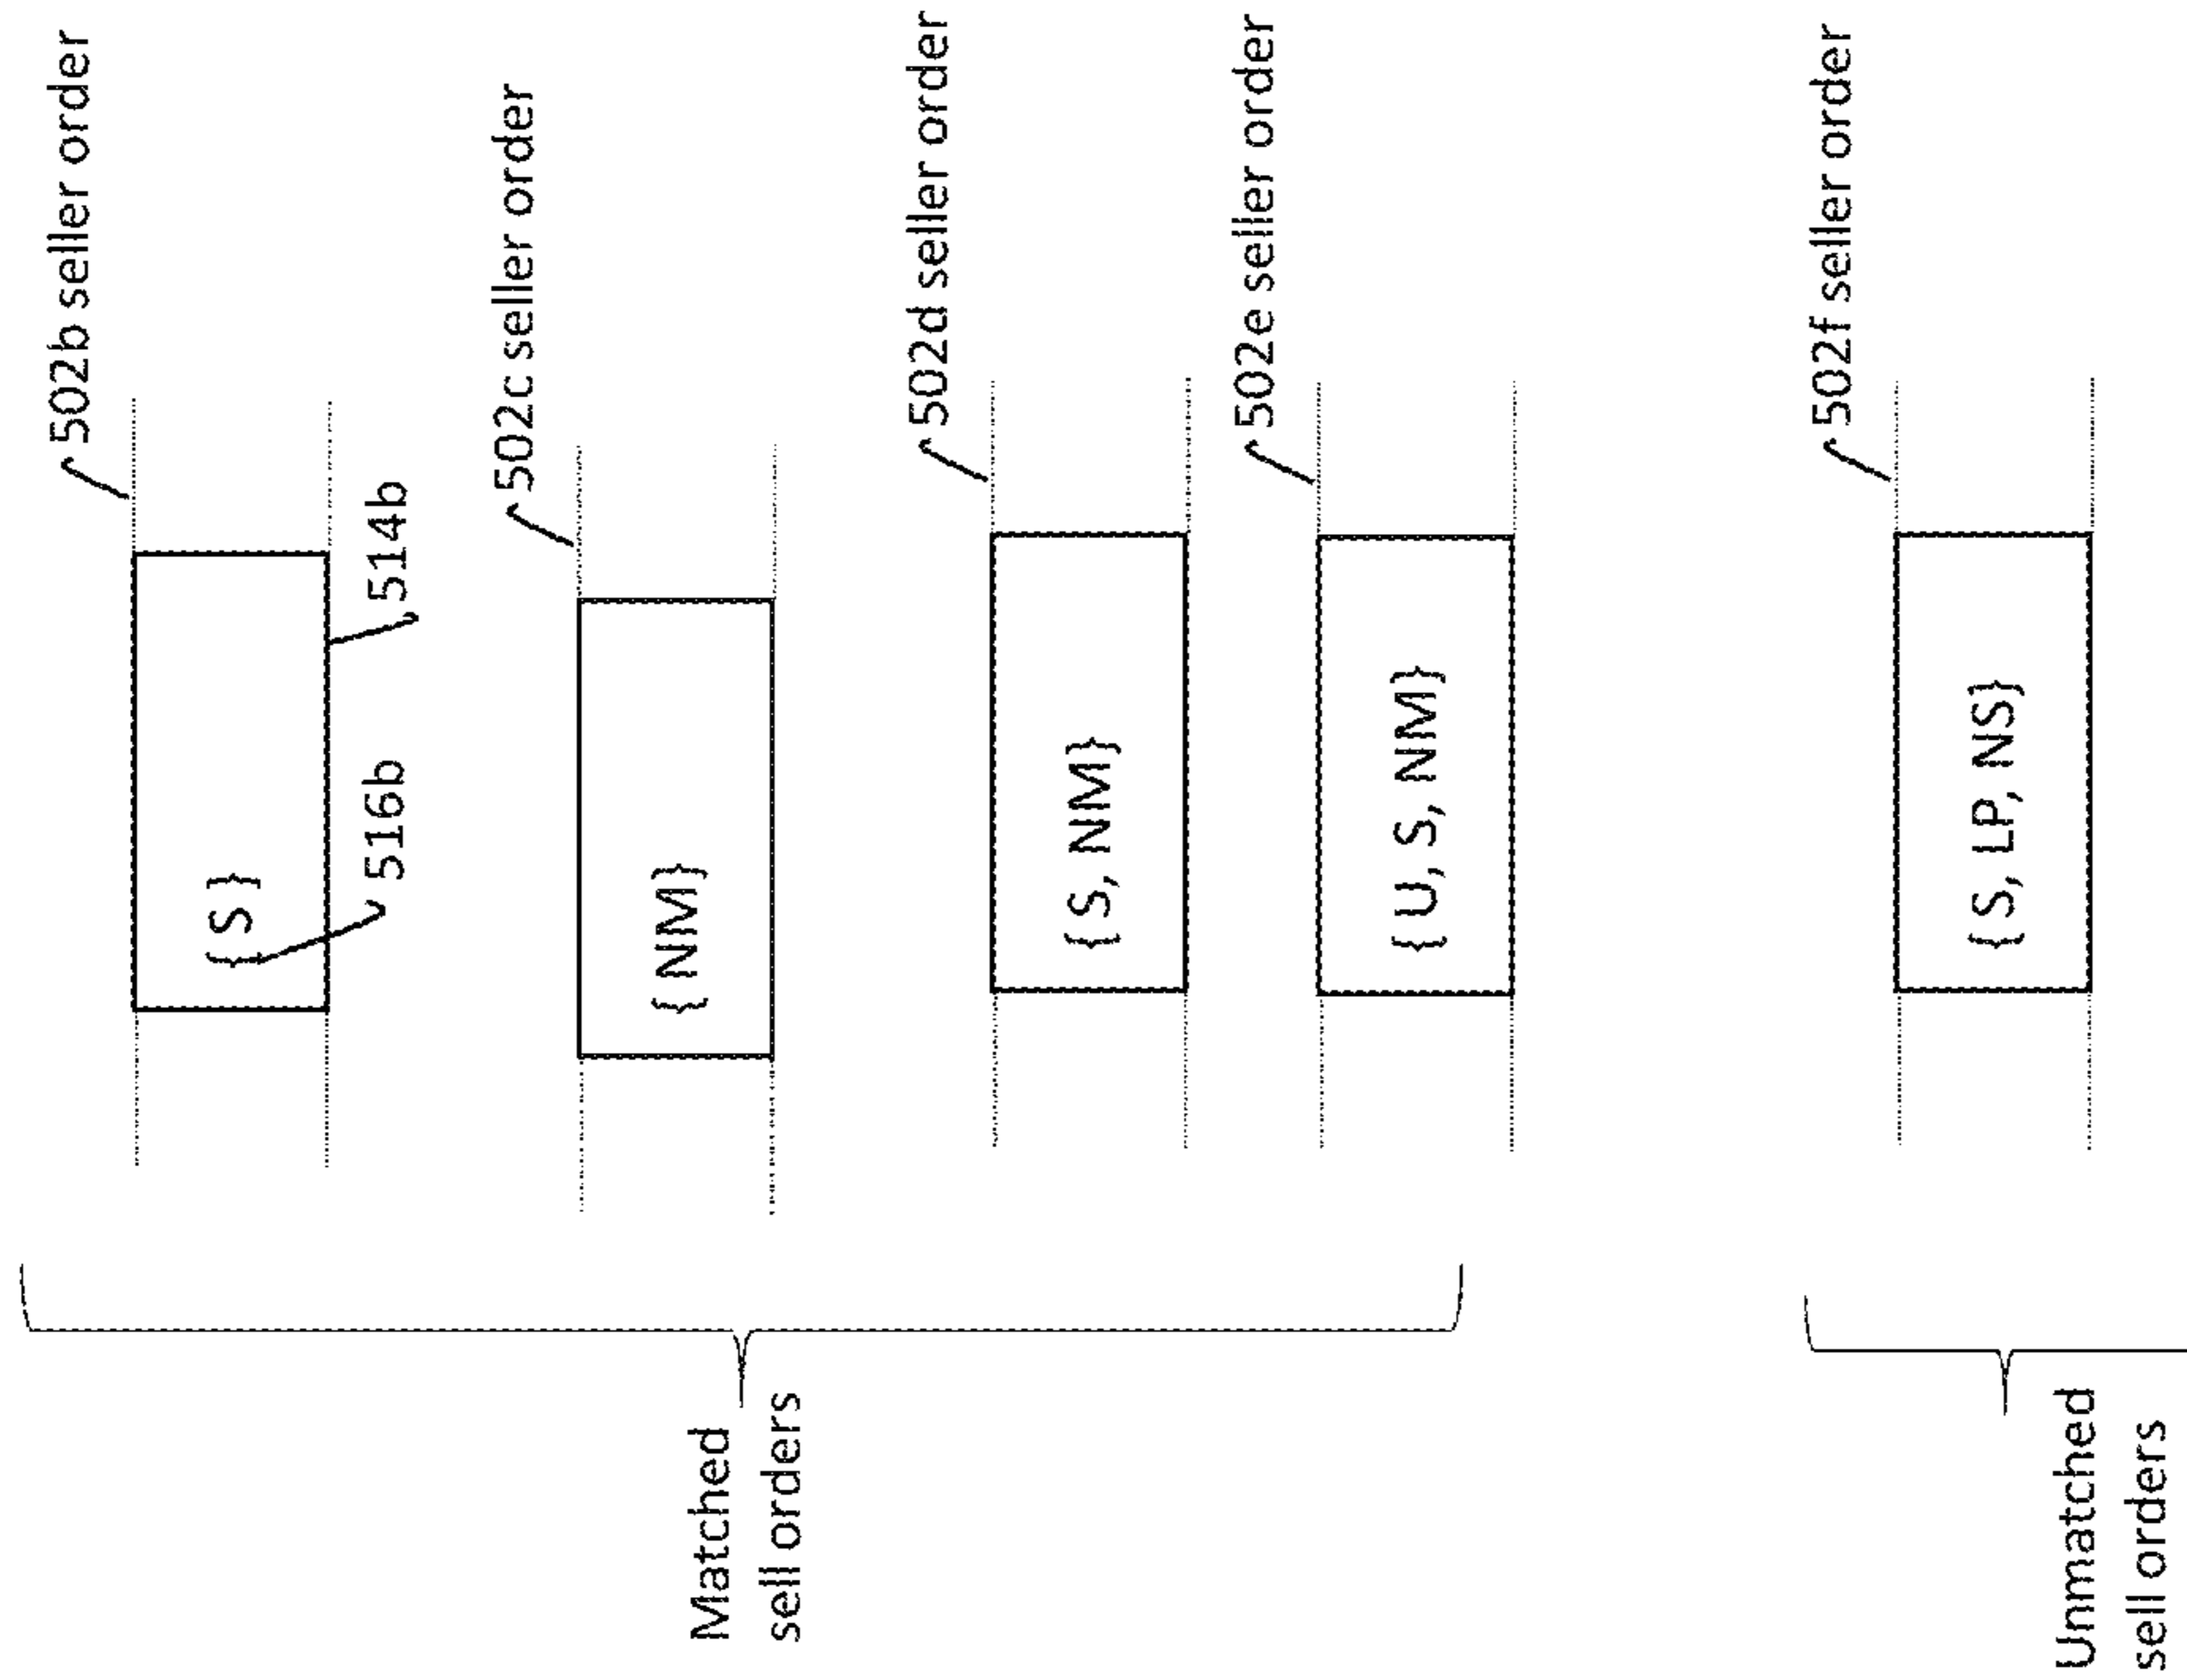 502b seller order
{ S }
516b
514b
502c seller order
{ NM}
502d seller order
{ S, NM}
502e seller order
{ U, S, NM}
Matched
sell orders
502f seller order
{ S, LP, NS}
Unmatched
sell orders